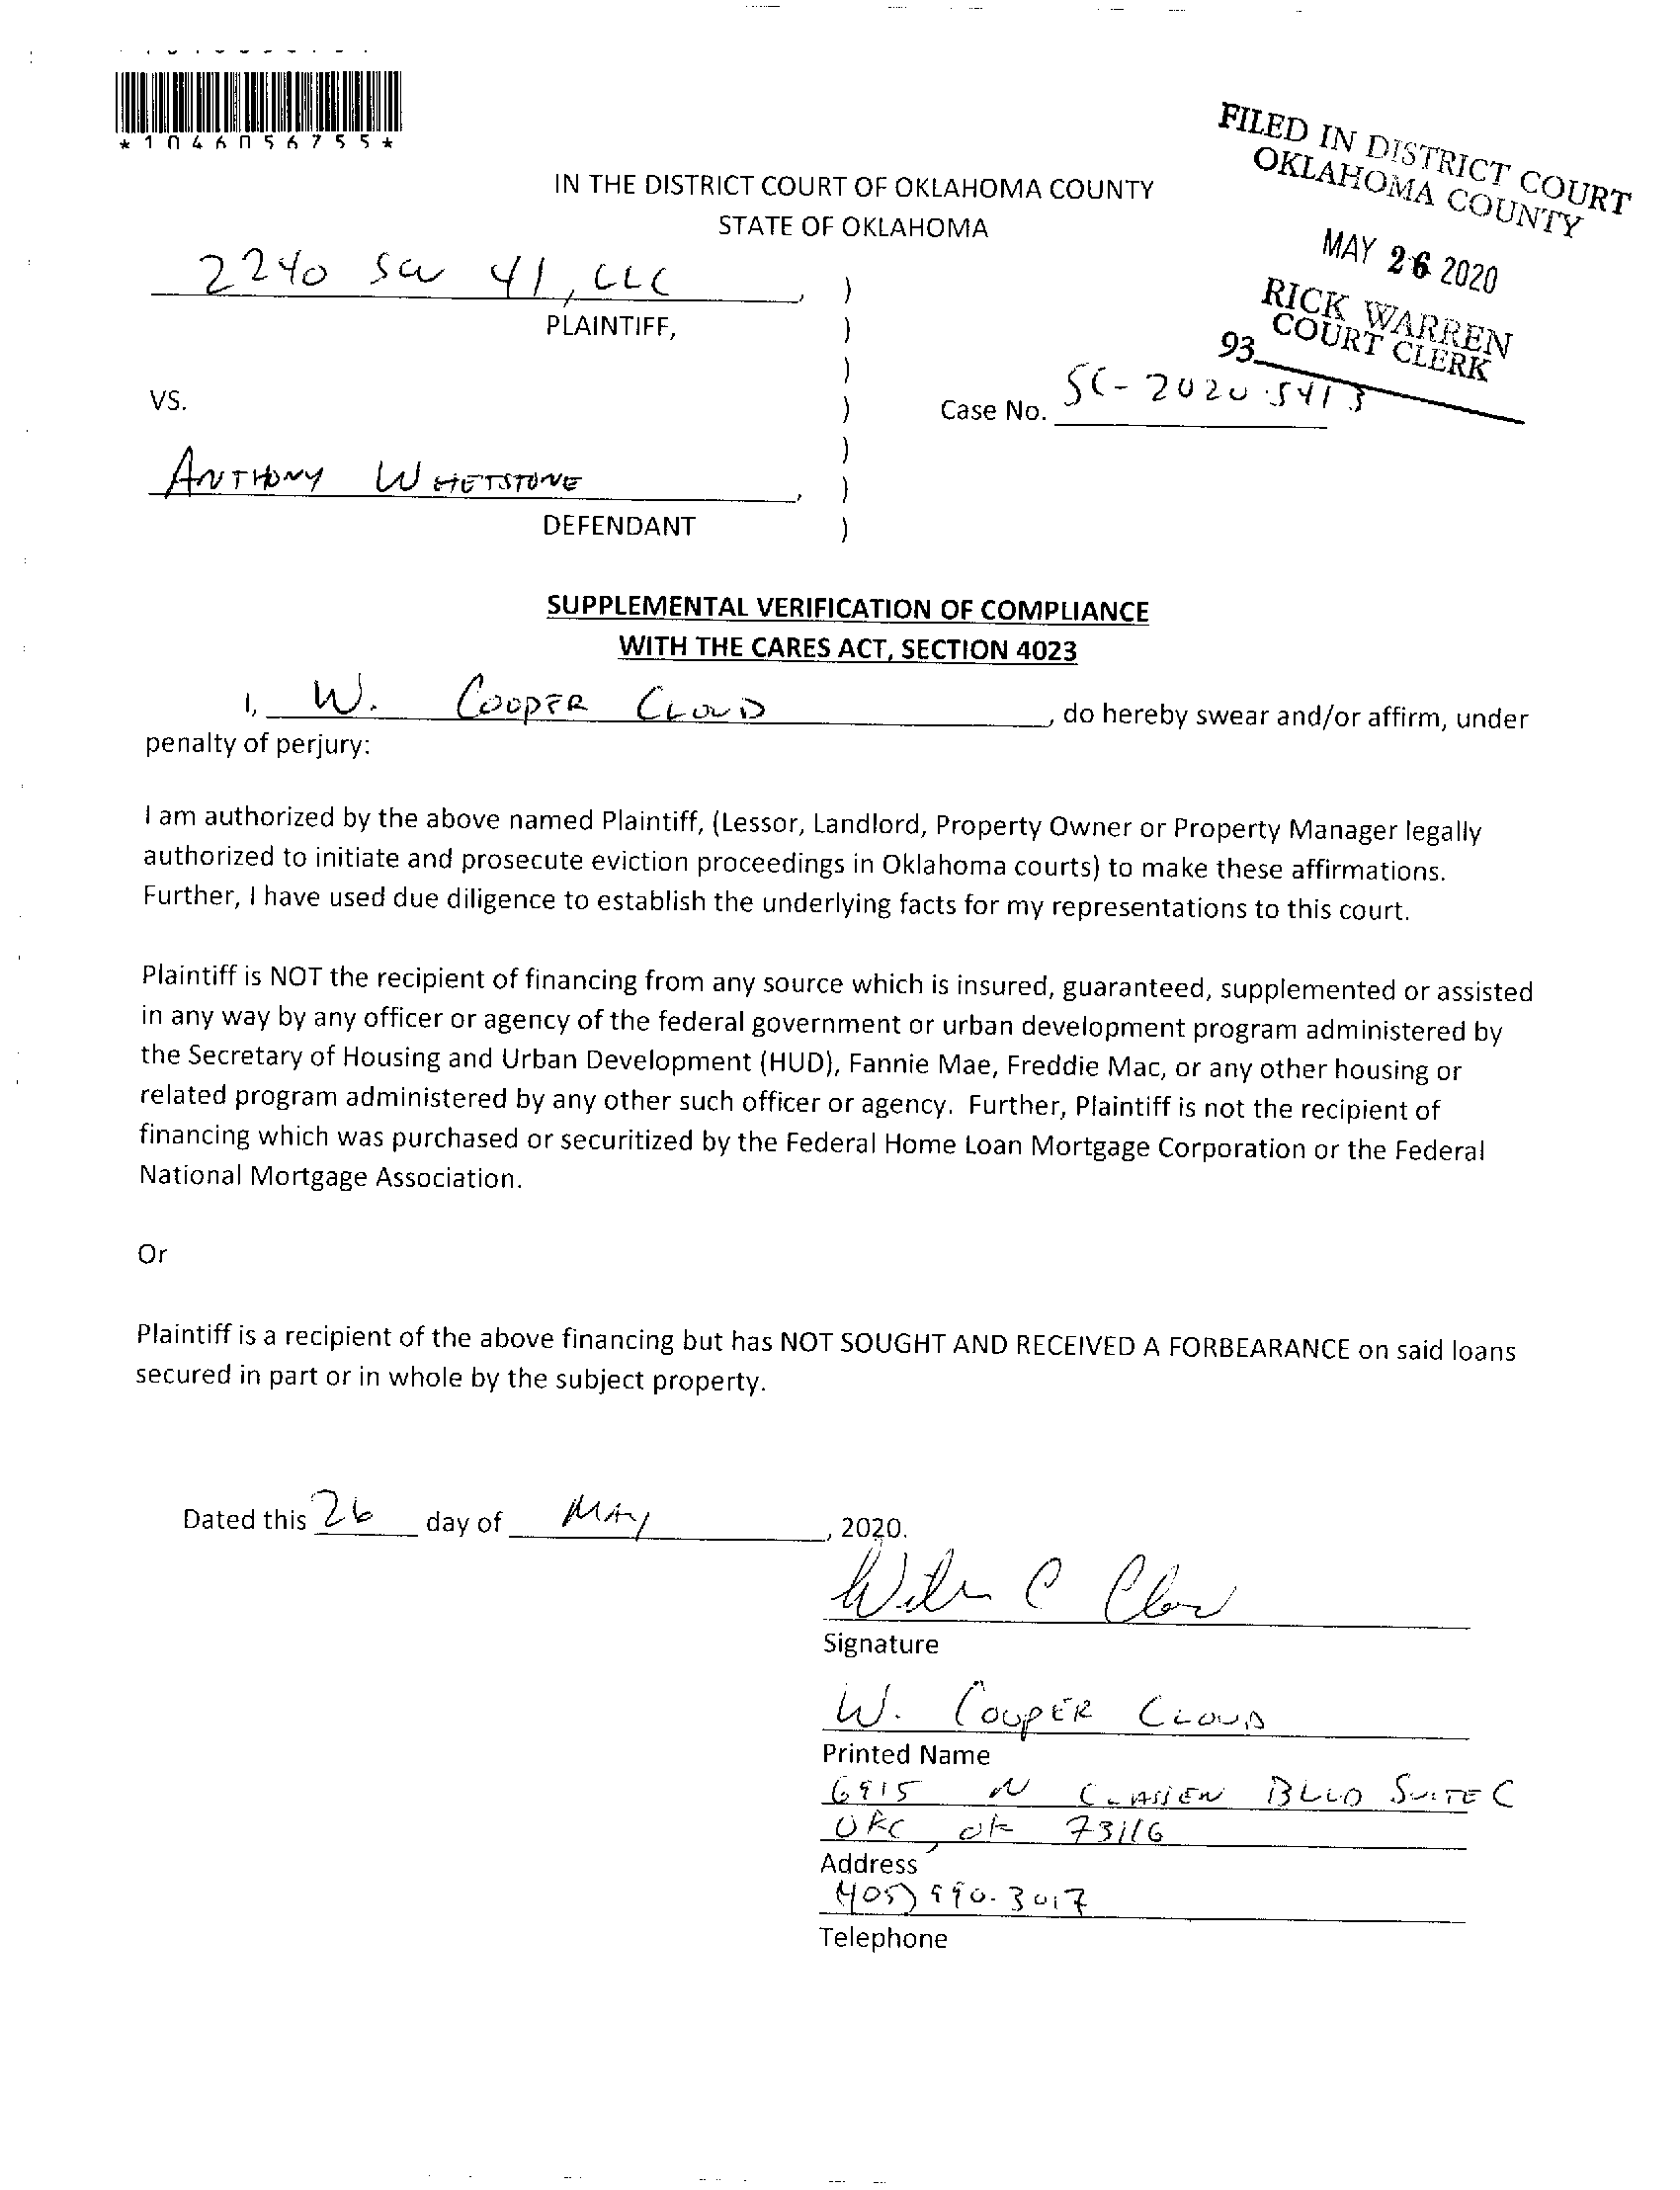 *1046056755*
FILED IN DISTRICT COURT
OKLAHOMA COUNTY
MAY 26 2020
RICK WARREN
COURT CLERK
93
IN THE DISTRICT COURT OF OKLAHOMA COUNTY
STATE OF OKLAHOMA
2240 SW 41, LLC, )
PLAINTIFF, )
)
VS. ) Case No. SC-2020-5413
)
ANTHONY WHETSTONE, )
DEFENDANT )
SUPPLEMENTAL VERIFICATION OF COMPLIANCE
WITH THE CARES ACT, SECTION 4023
I, W. COOPER CLOUD, do hereby swear and/or affirm, under
penalty of perjury:
I am authorized by the above named Plaintiff, (Lessor, Landlord, Property Owner or Property Manager legally
authorized to initiate and prosecute eviction proceedings in Oklahoma courts) to make these affirmations.
Further, I have used due diligence to establish the underlying facts for my representations to this court.
Plaintiff is NOT the recipient of financing from any source which is insured, guaranteed, supplemented or assisted
in any way by any officer or agency of the federal government or urban development program administered by
the Secretary of Housing and Urban Development (HUD), Fannie Mae, Freddie Mac, or any other housing or
related program administered by any other such officer or agency. Further, Plaintiff is not the recipient of
financing which was purchased or securitized by the Federal Home Loan Mortgage Corporation or the Federal
National Mortgage Association.
Or
Plaintiff is a recipient of the above financing but has NOT SOUGHT AND RECEIVED A FORBEARANCE on said loans
secured in part or in whole by the subject property.
Dated this 26 day of MAY, 2020.
Signature
W. COOPER CLOUD
Printed Name
6915 N CLASSEN BLVD SUITE C
OKC, OK 73116
Address
(405) 990-3017
Telephone